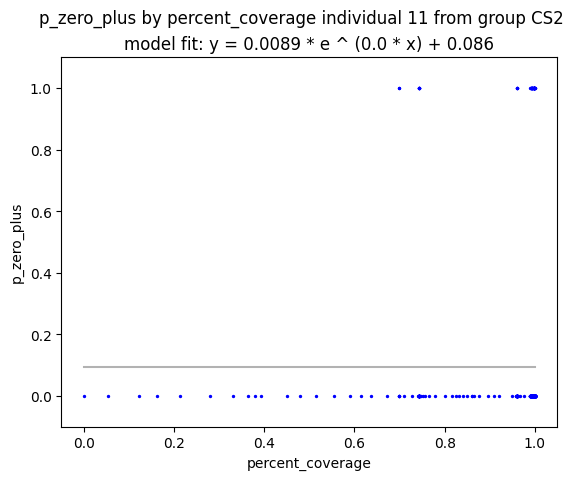 p_zero_plus by percent_coverage individual 11 from group CS2
model fit: y = 0.0089 * e ^ (0.0 * x) + 0.086
1.0
0.8
0.6
0.4
0.2
0.0
p_zero_plus
0.0 0.2 0.4 0.6 0.8 1.0
percent_coverage